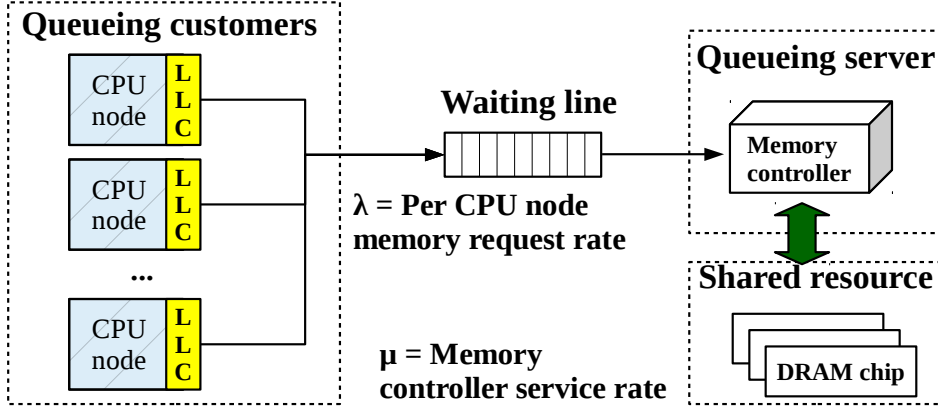 Queueing customers
CPU
node
L
L
C
CPU
node
L
L
C
...
CPU
node
L
L
C
Waiting line
λ = Per CPU node
memory request rate
μ = Memory
controller service rate
Queueing server
Memory
controller
Shared resource
DRAM chip